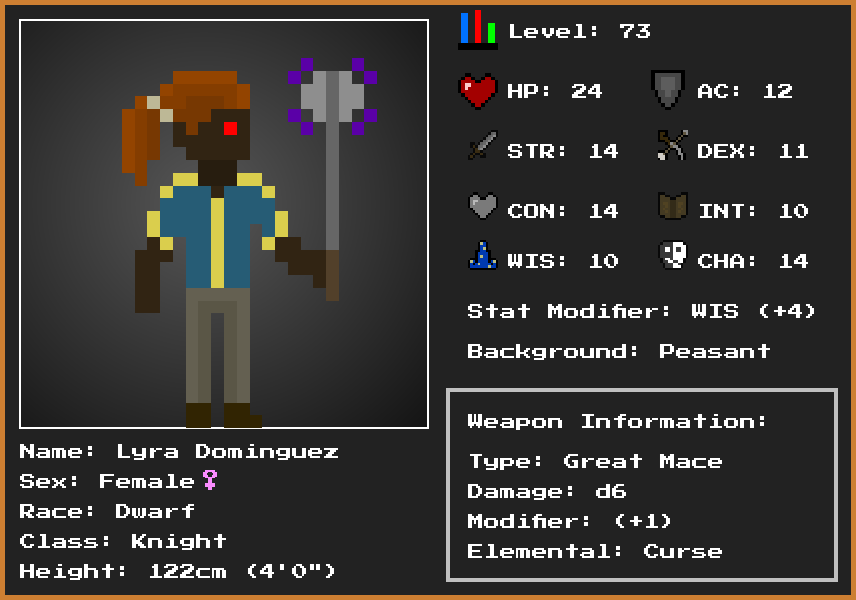 Level: 73
HP: 24
AC: 12
STR: 14
DEX: 11
CON: 14
INT: 10
WIS: 10
CHA: 14
Stat Modifier: WIS (+4)
Background: Peasant
Name: Lyra Dominguez
Sex: Female♀
Race: Dwarf
Class: Knight
Height: 122cm (4'0")
Weapon Information:
Type: Great Mace
Damage: d6
Modifier: (+1)
Elemental: Curse